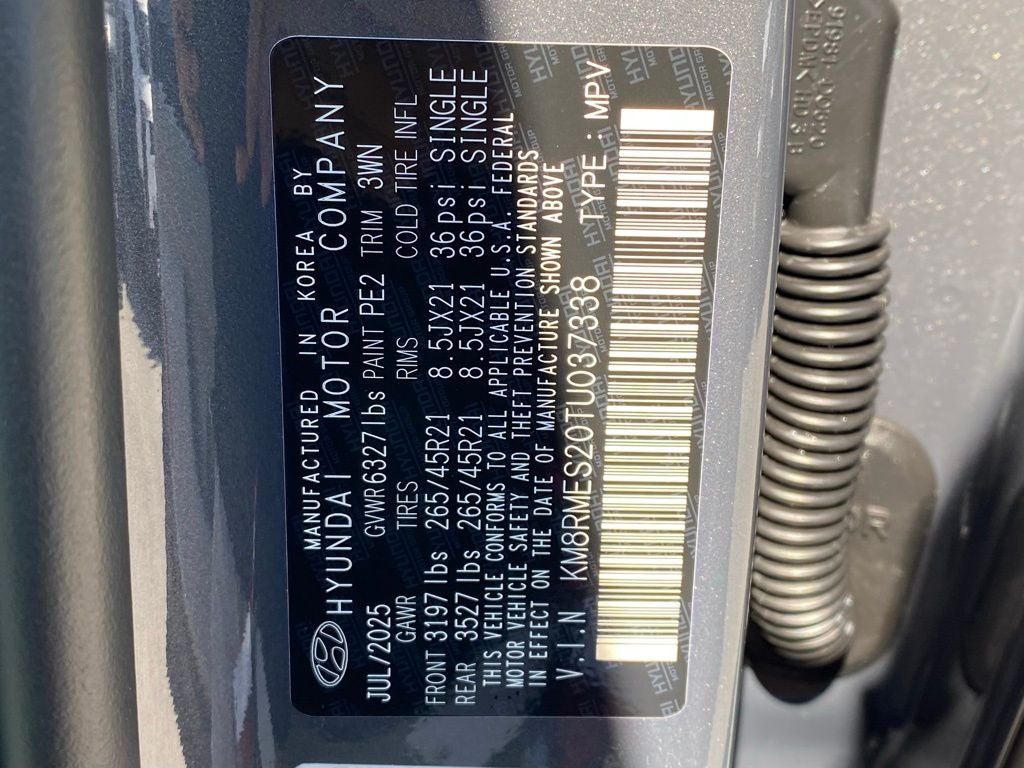 MANUFACTURED IN KOREA BY
HYUNDAI MOTOR COMPANY
JUL/2025 GVWR6327lbs PAINT PE2 TRIM 3WN
GAWR TIRES RIMS COLD TIRE INFL
FRONT 3197lbs 265/45R21 8.5JX21 36psi SINGLE
REAR 3527lbs 265/45R21 8.5JX21 36psi SINGLE
THIS VEHICLE CONFORMS TO ALL APPLICABLE U.S.A. FEDERAL
MOTOR VEHICLE SAFETY AND THEFT PREVENTION STANDARDS
IN EFFECT ON THE DATE OF MANUFACTURE SHOWN ABOVE
V.I.N KM8RMES20TU037338 TYPE:MPV
>EPDM<